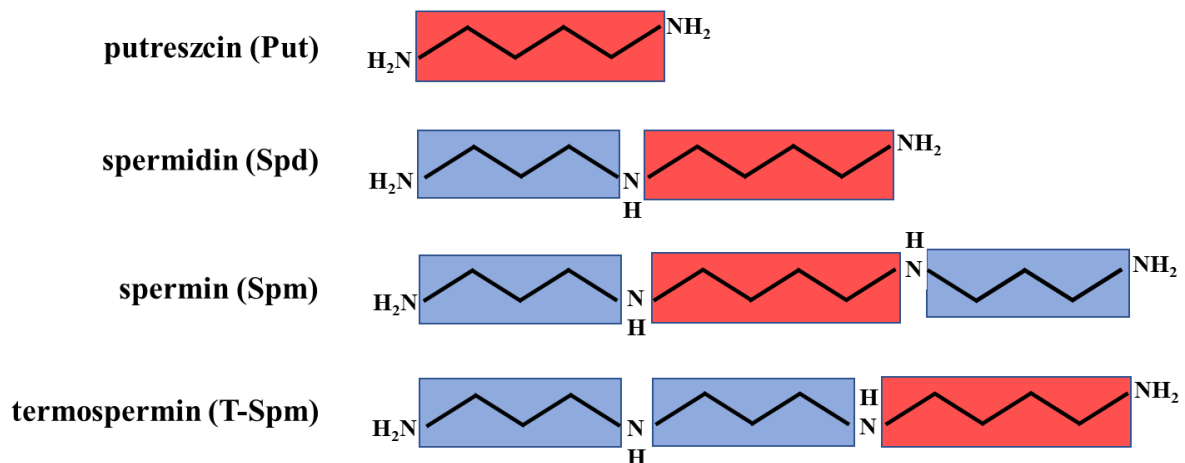 putreszcin (Put) H₂N NH₂
spermidin (Spd) H₂N N H NH₂
spermin (Spm) H₂N N H H N NH₂
termospermin (T-Spm) H₂N N H H N NH₂